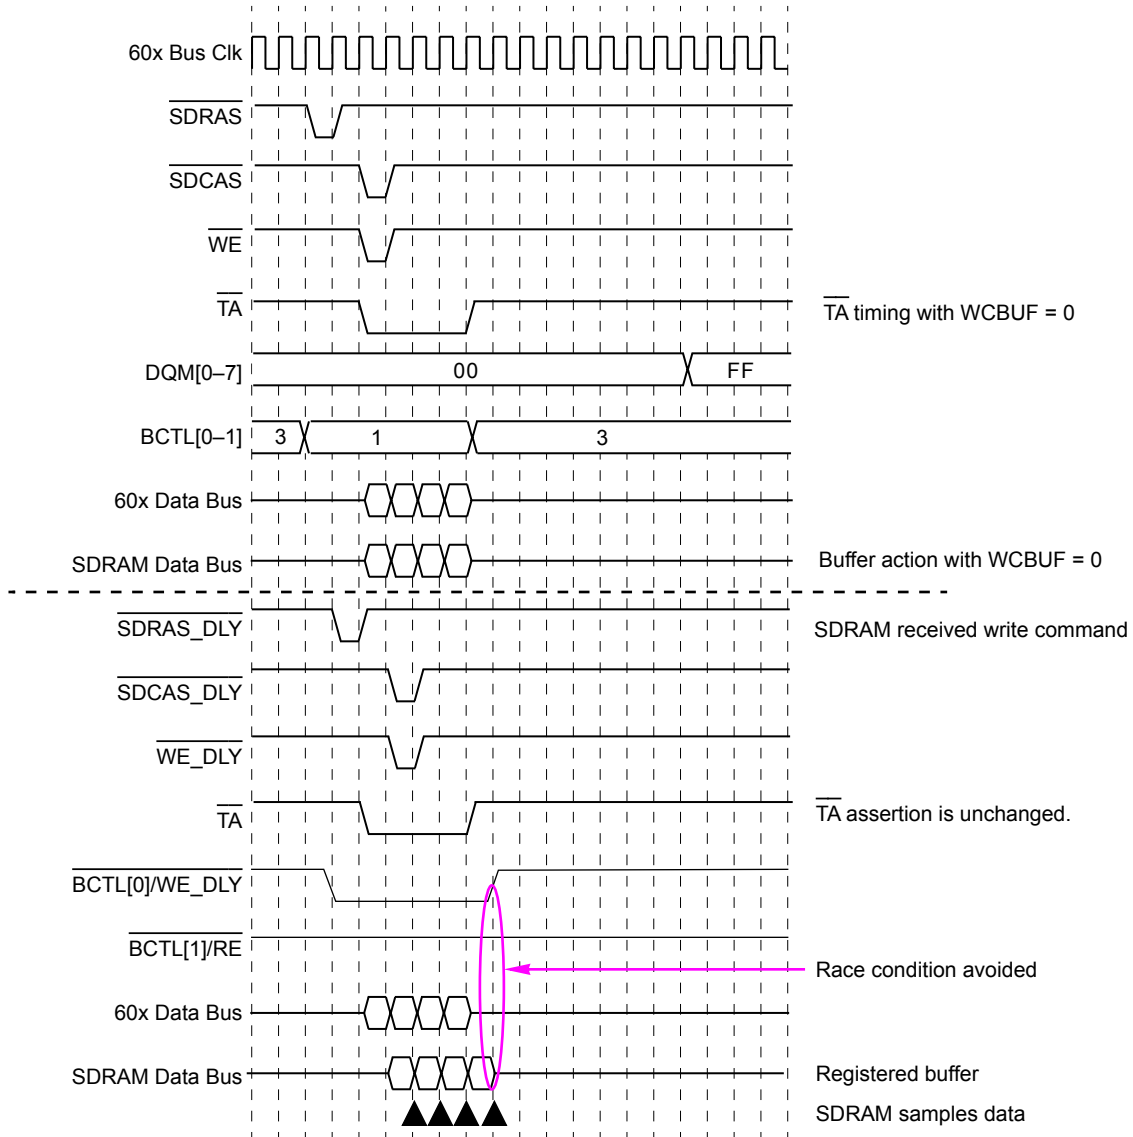 60x Bus Clk
SDRAS
SDCAS
WE
TA
TA timing with WCBUF = 0
DQM[0–7]
00
FF
BCTL[0–1]
3
1
3
60x Data Bus
SDRAM Data Bus
Buffer action with WCBUF = 0
SDRAS_DLY
SDRAM received write command
SDCAS_DLY
WE_DLY
TA
TA assertion is unchanged.
BCTL[0]/WE_DLY
BCTL[1]/RE
Race condition avoided
60x Data Bus
SDRAM Data Bus
Registered buffer
SDRAM samples data